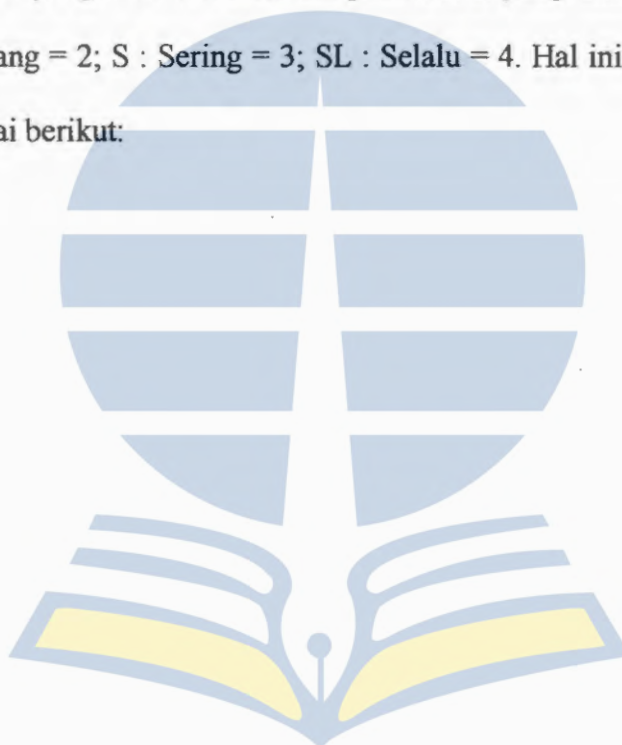 ang = 2; S : Sering = 3; SL : Selalu = 4. Hal ini
ai berikut: